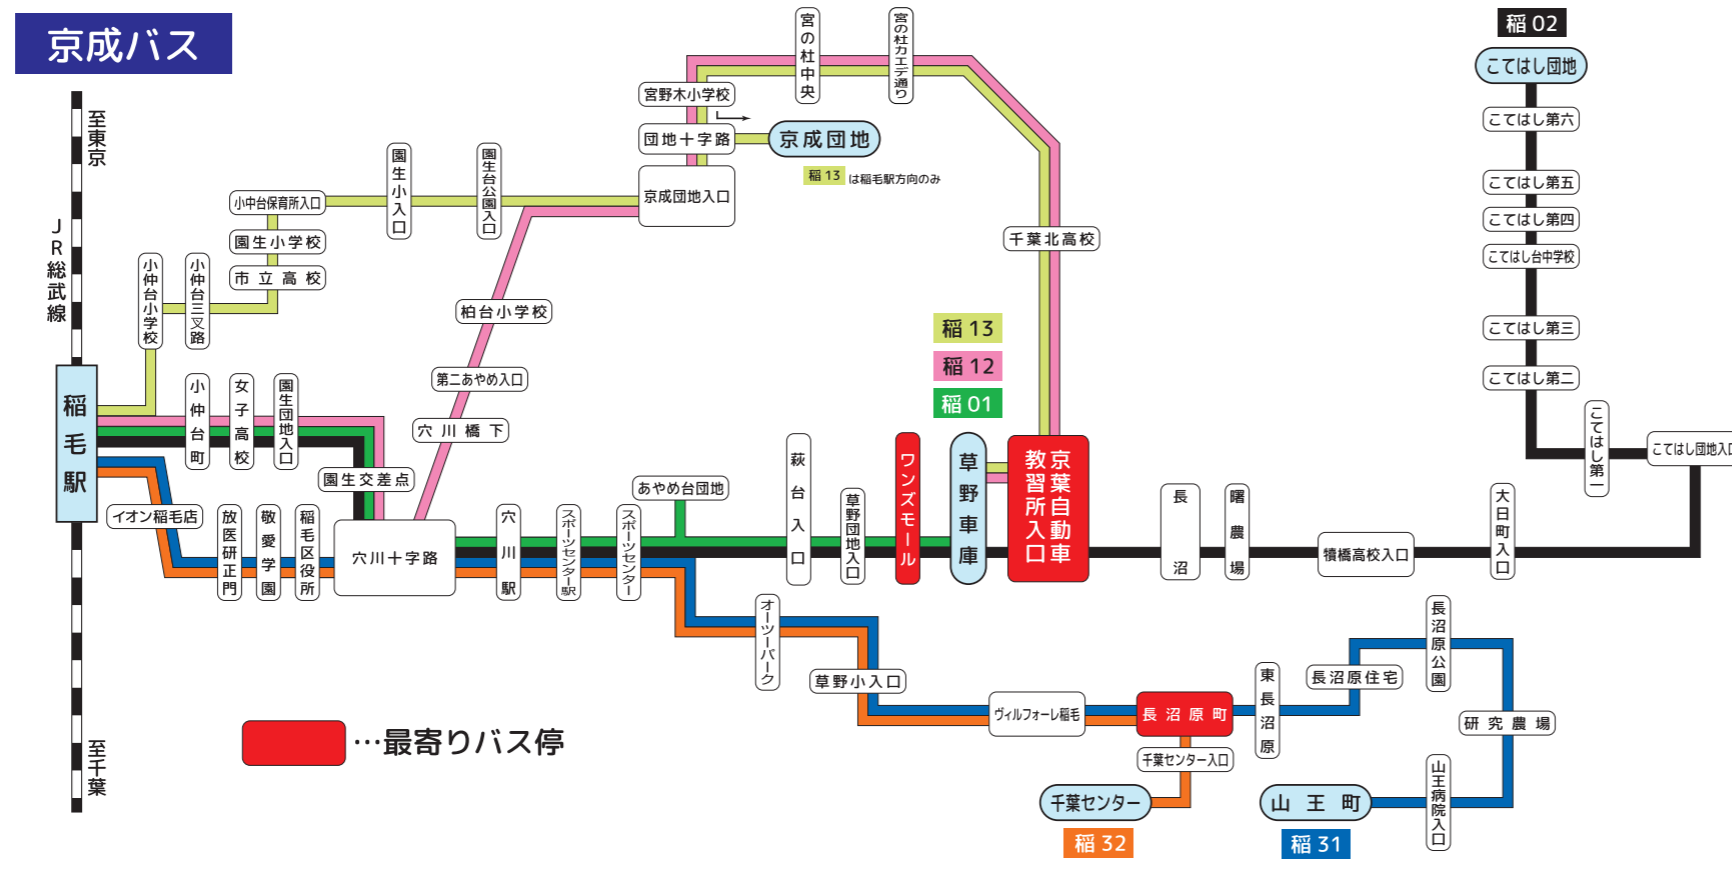 京成バス
至東京
JR総武線
稲毛駅
至千葉
小仲台小学校
小仲台三叉路
市立高校
園生小学校
小中台保育所入口
園生小入口
園生台公園入口
京成団地入口
団地十字路
宮野木小学校
京成団地
稲13 は稲毛駅方向のみ
宮の杜中央
宮の杜カエデ通り
千葉北高校
小仲台町
女子高校
園生団地入口
園生交差点
柏台小学校
第二あやめ入口
穴川橋下
イオン稲毛店
放医研正門
敬愛学園
稲毛区役所
穴川十字路
穴川駅
スポーツセンター駅
スポーツセンター
あやめ台団地
萩台入口
草野団地入口
ワンズモール
稲13
稲12
稲01
草野車庫
京葉自動車
教習所入口
長沼
曙農場
犢橋高校入口
大日町入口
こてはし団地入口
こてはし第一
こてはし第二
こてはし第三
こてはし台中学校
こてはし第四
こてはし第五
こてはし第六
こてはし団地
稲02
オーツーパーク
草野小入口
ヴィルフォーレ稲毛
長沼原町
千葉センター入口
千葉センター
稲32
東長沼原
長沼原住宅
長沼原公園
研究農場
山王病院入口
山王町
稲31
…最寄りバス停